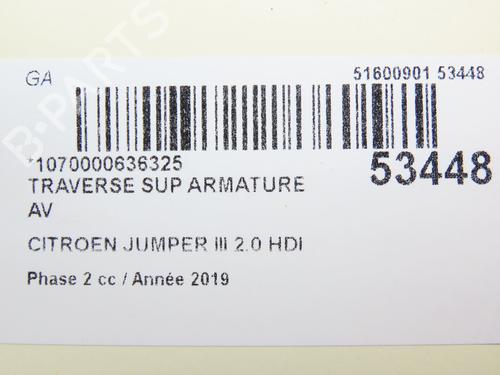 GA
51600901 53448
*1070000636325
53448
TRAVERSE SUP ARMATURE
AV
CITROEN JUMPER III 2.0 HDI
Phase 2 cc / Année 2019
B-PARTS